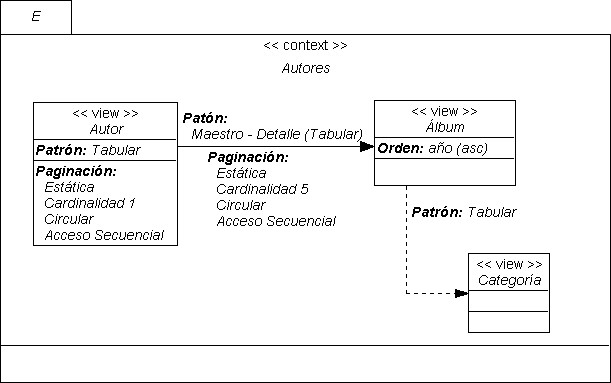 E
<< context >>
Autores
<< view >>
Autor
Patrón: Tabular
Paginación:
Estática
Cardinalidad 1
Circular
Acceso Secuencial
Patón:
Maestro - Detalle (Tabular)
Paginación:
Estática
Cardinalidad 5
Circular
Acceso Secuencial
<< view >>
Álbum
Orden: año (asc)
Patrón: Tabular
<< view >>
Categoría